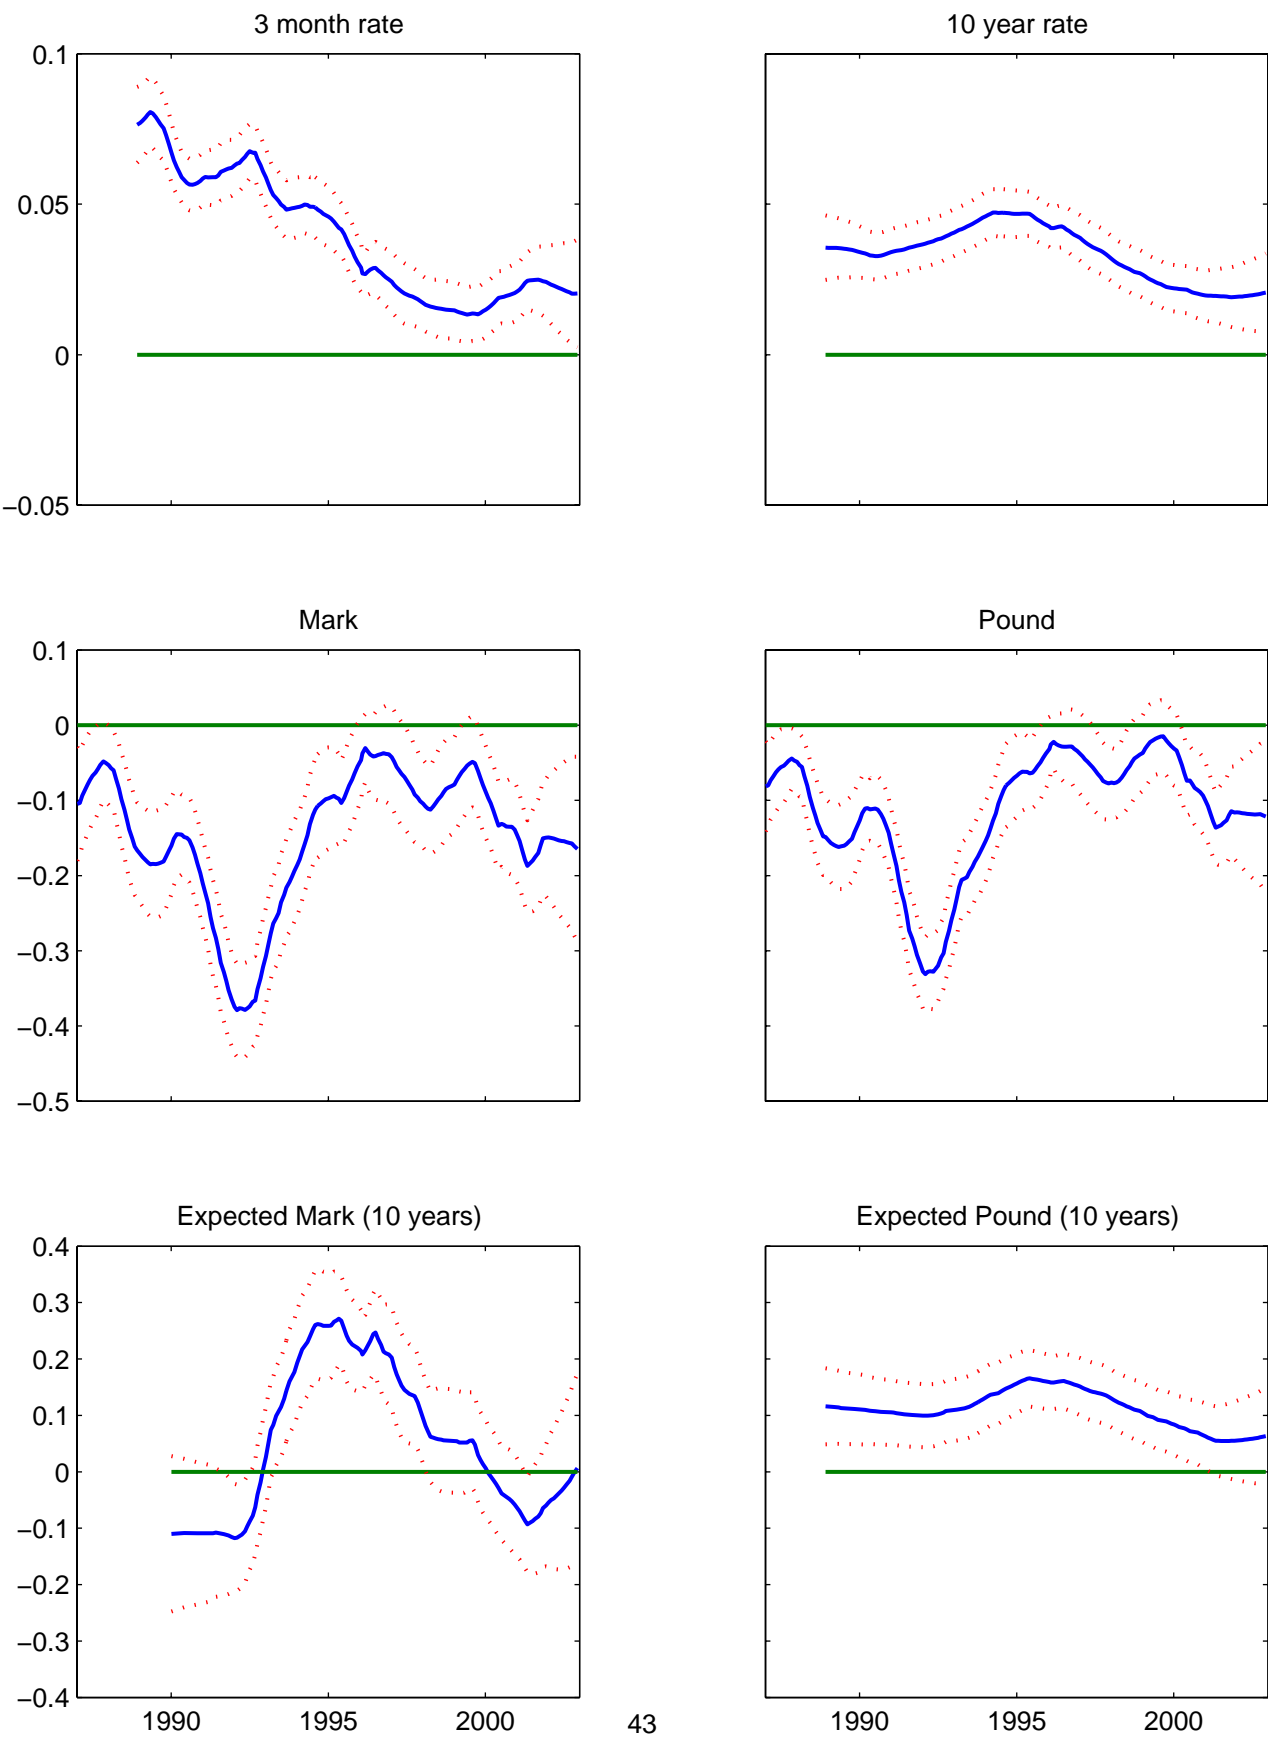 3 month rate
10 year rate
0.1
0.05
0
−0.05
Mark
Pound
0.1
0
−0.1
−0.2
−0.3
−0.4
−0.5
Expected Mark (10 years)
Expected Pound (10 years)
0.4
0.3
0.2
0.1
0
−0.1
−0.2
−0.3
−0.4
1990 1995 2000
1990 1995 2000
43